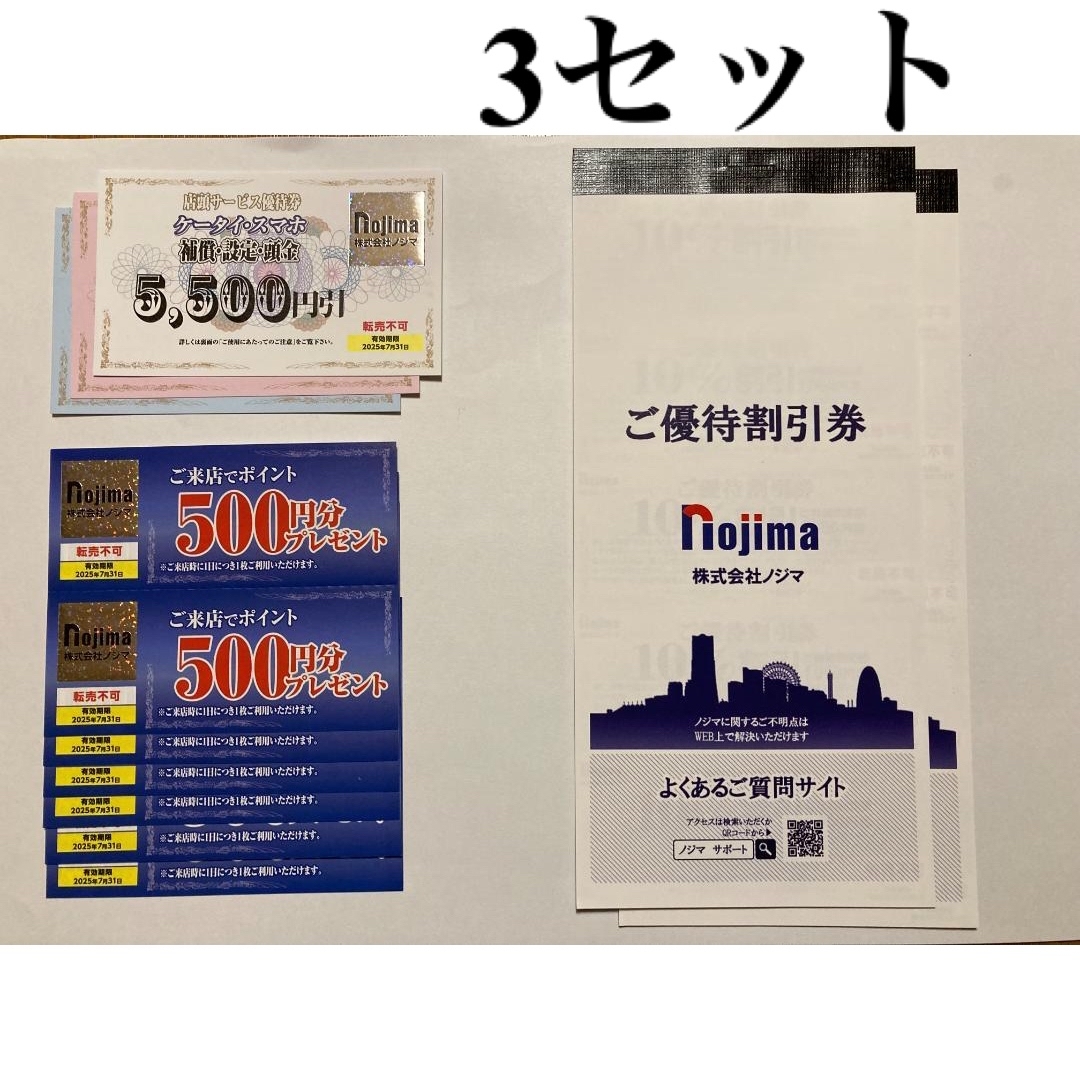 3セット
店頭サービス優待券
ケータイ・スマホ
補償・設定・頭金
5,500円引
詳しくは裏面の「ご使用にあたってのご注意」をご覧下さい。
nojima
株式会社ノジマ
転売不可
有効期限
2025年7月31日
nojima
株式会社ノジマ
転売不可
有効期限
2025年7月31日
ご来店でポイント
500円分
プレゼント
※ご来店時に1日につき1枚ご利用いただけます。
nojima
株式会社ノジマ
転売不可
有効期限
2025年7月31日
ご来店でポイント
500円分
プレゼント
※ご来店時に1日につき1枚ご利用いただけます。
有効期限
2025年7月31日
※ご来店時に1日につき1枚ご利用いただけます。
有効期限
2025年7月31日
※ご来店時に1日につき1枚ご利用いただけます。
有効期限
2025年7月31日
※ご来店時に1日につき1枚ご利用いただけます。
有効期限
2025年7月31日
※ご来店時に1日につき1枚ご利用いただけます。
有効期限
2025年7月31日
※ご来店時に1日につき1枚ご利用いただけます。
ご優待割引券
nojima
株式会社ノジマ
ノジマに関するご不明点は
WEB上で解決いただけます
よくあるご質問サイト
アクセスは検索いただくか
QRコードから▶
ノジマ サポート